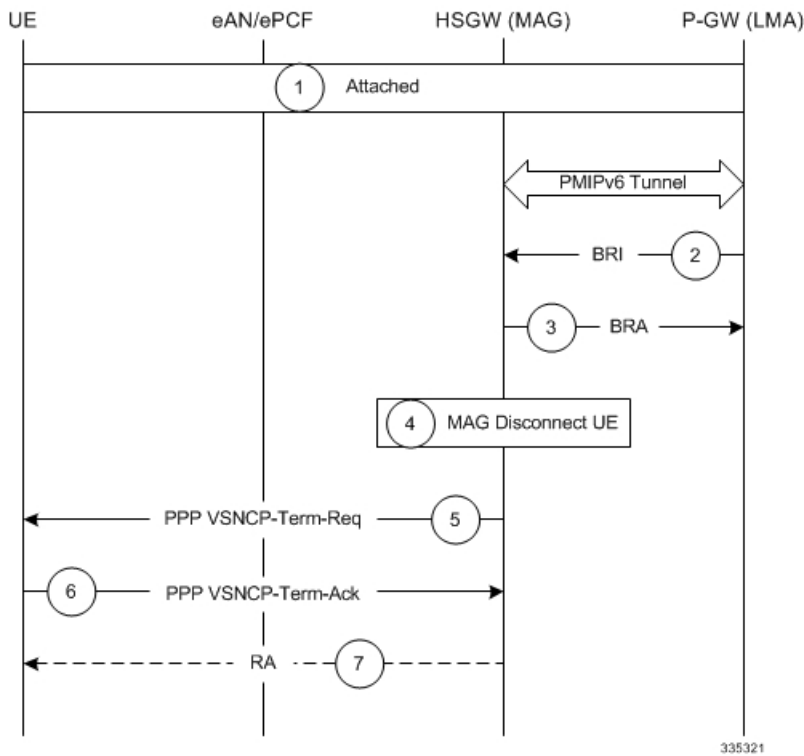 UE eAN/ePCF HSGW (MAG) P-GW (LMA)
1 Attached
PMIPv6 Tunnel
BRI 2
3 BRA
4 MAG Disconnect UE
PPP VSNCP-Term-Req 5
6 PPP VSNCP-Term-Ack
RA 7
335321